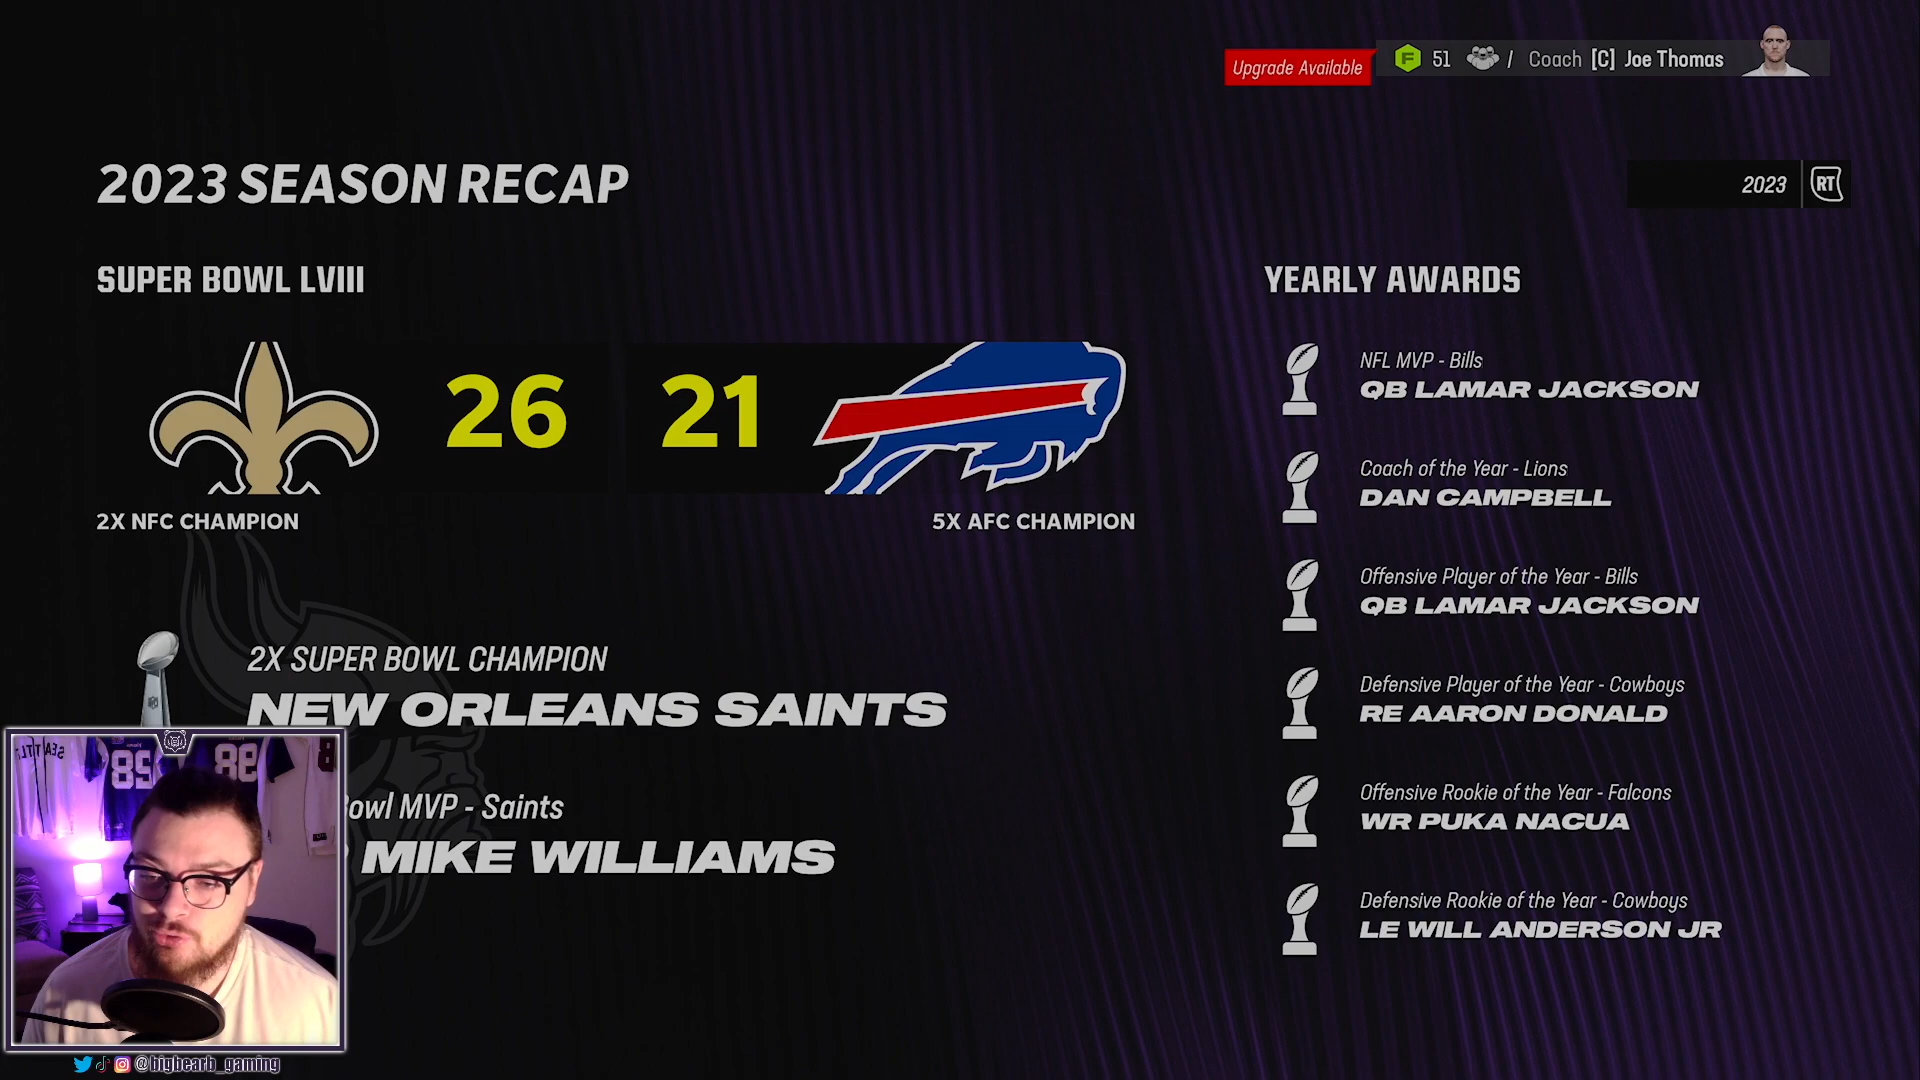 Upgrade Available
51 / Coach [C] Joe Thomas
2023 SEASON RECAP
2023 RT
SUPER BOWL LVIII
26 21
2X NFC CHAMPION
5X AFC CHAMPION
2X SUPER BOWL CHAMPION
NEW ORLEANS SAINTS
Bowl MVP - Saints
MIKE WILLIAMS
YEARLY AWARDS
NFL MVP - Bills
QB LAMAR JACKSON
Coach of the Year - Lions
DAN CAMPBELL
Offensive Player of the Year - Bills
QB LAMAR JACKSON
Defensive Player of the Year - Cowboys
RE AARON DONALD
Offensive Rookie of the Year - Falcons
WR PUKA NACUA
Defensive Rookie of the Year - Cowboys
LE WILL ANDERSON JR
98
98
@bigbearb_gaming